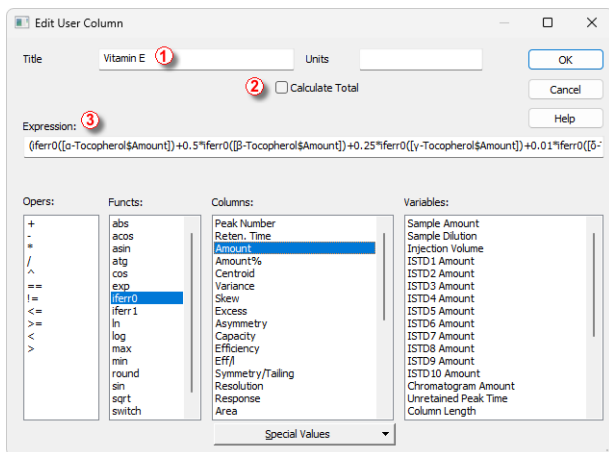 Edit User Column
Title Vitamin E 1 Units OK
2 Calculate Total Cancel
Help
Expression: 3
(iferr0([α-Tocopherol$Amount])+0.5*iferr0([β-Tocopherol$Amount])+0.25*iferr0([γ-Tocopherol$Amount])+0.01*iferr0([δ-
Opers:
+
-
*
/
^
==
!=
<=
>=
<
>
Functs:
abs
acos
asin
atg
cos
exp
iferr0
iferr1
ln
log
max
min
round
sin
sqrt
switch
Columns:
Peak Number
Reten. Time
Amount
Amount%
Centroid
Variance
Skew
Excess
Asymmetry
Capacity
Efficiency
Eff/l
Symmetry/Tailing
Resolution
Response
Area
Variables:
Sample Amount
Sample Dilution
Injection Volume
ISTD1 Amount
ISTD2 Amount
ISTD3 Amount
ISTD4 Amount
ISTD5 Amount
ISTD6 Amount
ISTD7 Amount
ISTD8 Amount
ISTD9 Amount
ISTD10 Amount
Chromatogram Amount
Unretained Peak Time
Column Length
Special Values